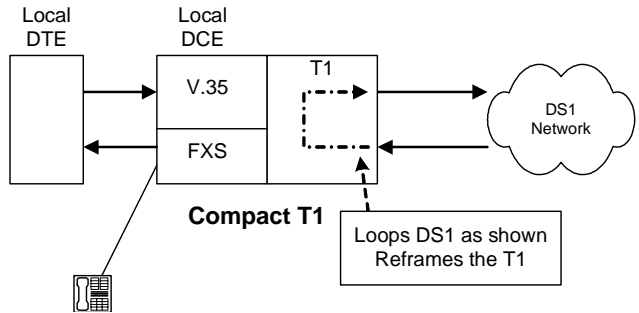 Local
DTE
Local
DCE
V.35
T1
FXS
DS1
Network
Compact T1
Loops DS1 as shown
Reframes the T1